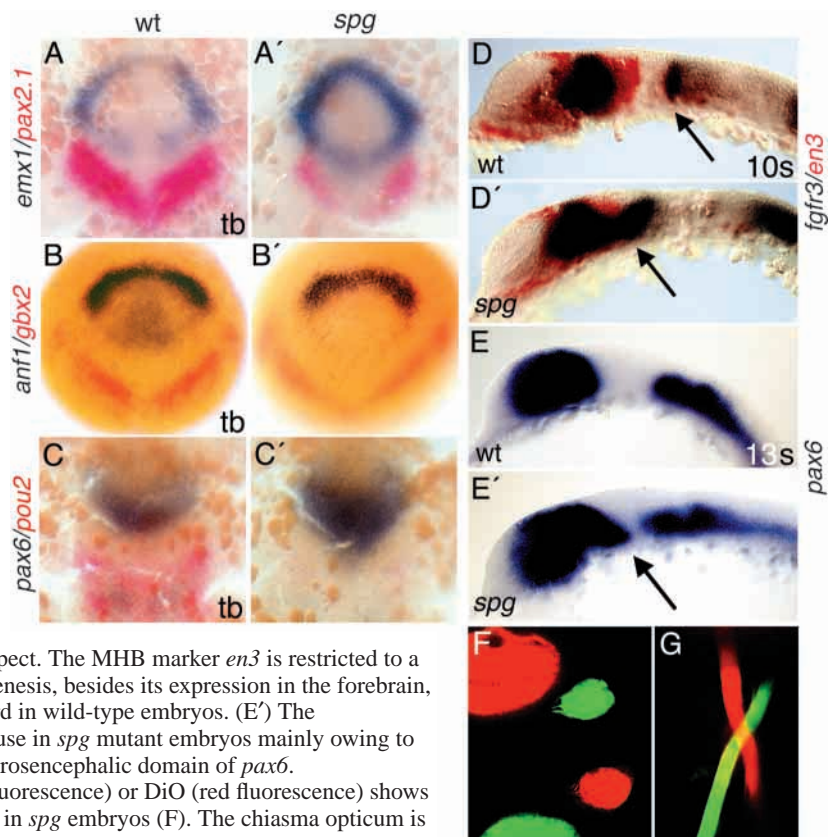 wt
spg
A
A′
emx1/pax2.1
tb
B
B′
anf1/gbx2
tb
C
C′
pax6/pou2
tb
D
wt
10s
D′
spg
fgfr3/en3
E
wt
13s
E′
spg
pax6
F
G
pect. The MHB marker en3 is restricted to a
enesis, besides its expression in the forebrain,
d in wild-type embryos. (E′) The
use in spg mutant embryos mainly owing to
rosencephalic domain of pax6.
uorescence) or DiO (red fluorescence) shows
in spg embryos (F). The chiasma opticum is